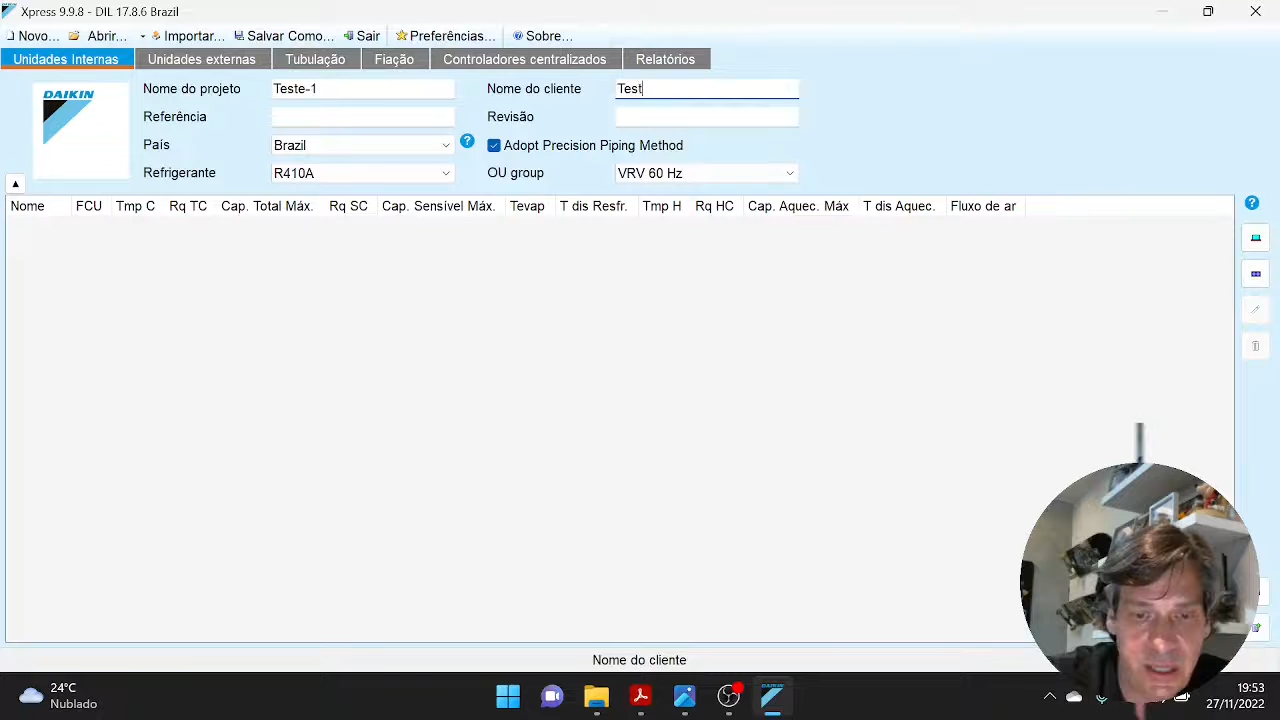 Xpress 9.9.8 - DIL 17.8.6 Brazil
Novo... Abrir... Importar... Salvar Como... Sair Preferências... Sobre...
Unidades Internas Unidades externas Tubulação Fiação Controladores centralizados Relatórios
DAIKIN
Nome do projeto Teste-1 Nome do cliente Test
Referência Revisão
País Brazil Adopt Precision Piping Method
Refrigerante R410A OU group VRV 60 Hz
Nome FCU Tmp C Rq TC Cap. Total Máx. Rq SC Cap. Sensível Máx. Tevap T dis Resfr. Tmp H Rq HC Cap. Aquec. Máx T dis Aquec. Fluxo de ar
Nome do cliente
24°C
Nublado
DAIKIN
19:53
27/11/2022